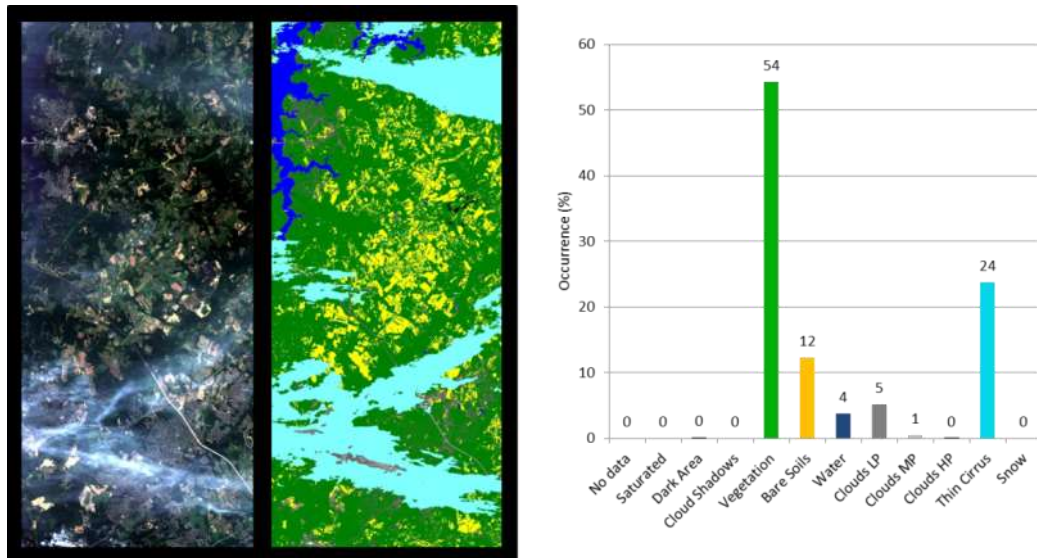 60
50
40
30
20
10
0
Occurrence (%)
0
0
0
0
54
12
4
5
1
0
24
0
No data
Saturated
Dark Area
Cloud Shadows
Vegetation
Bare Soils
Water
Clouds LP
Clouds MP
Clouds HP
Thin Cirrus
Snow